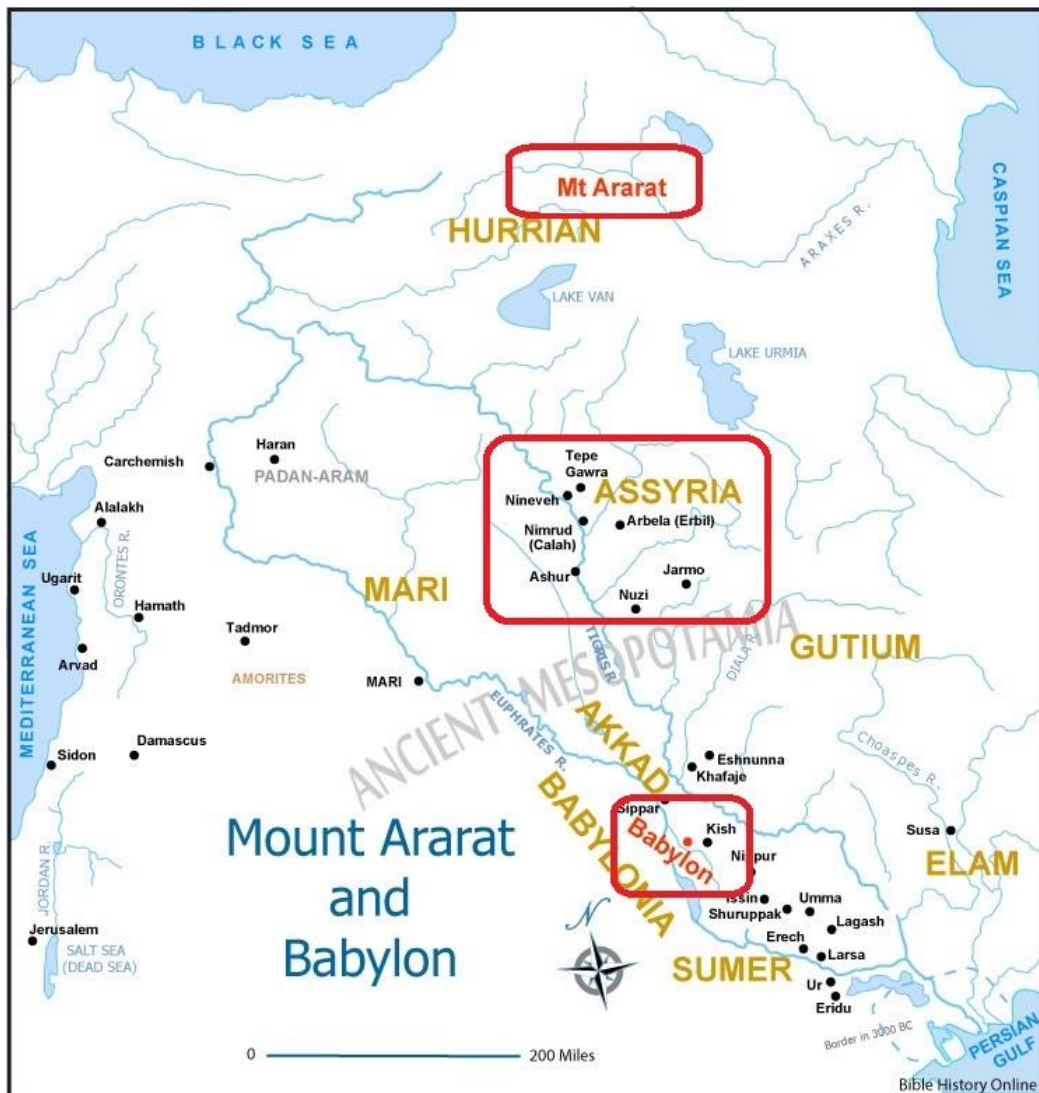 BLACK SEA
Mt Ararat
HURRIAN
ARAXES R.
CASPIAN SEA
LAKE VAN
LAKE URMIA
Haran
Carchemish
PADAN-ARAM
Tepe
Gawra
ASSYRIA
Nineveh
Alalakh
Arbela (Erbil)
Nimrud
(Calah)
ORONTES R.
MEDITERRANEAN SEA
Ashur
Jarmo
Ugarit
MARI
Nuzi
Hamath
Tadmor
TIGRIS R.
ANCIENT MESOPOTAMIA
DIALA R.
GUTIUM
Arvad
AMORITES
MARI
EUPHRATES R.
AKKAD
Choaspes R.
Damascus
Sidon
Eshnunna
Khafaje
BABYLONIA
Sippar
Babylon
Kish
Susa
Mount Ararat
and
Babylon
Nippur
ELAM
JORDAN R.
Issin
Umma
Shuruppak
Lagash
N
Jerusalem
SALT SEA
(DEAD SEA)
Erech
Larsa
SUMER
Ur
Eridu
Border in 3000 BC
PERSIAN
GULF
0
200 Miles
Bible History Online